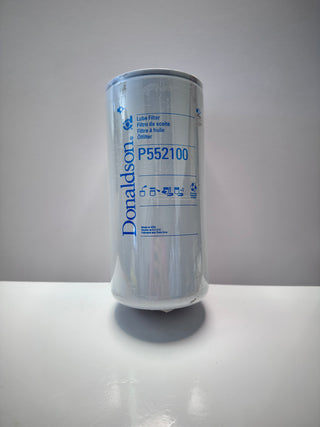 Donaldson
Lube Filter
Filtro de aceite
Filtre à huile
Ölfilter
P552100